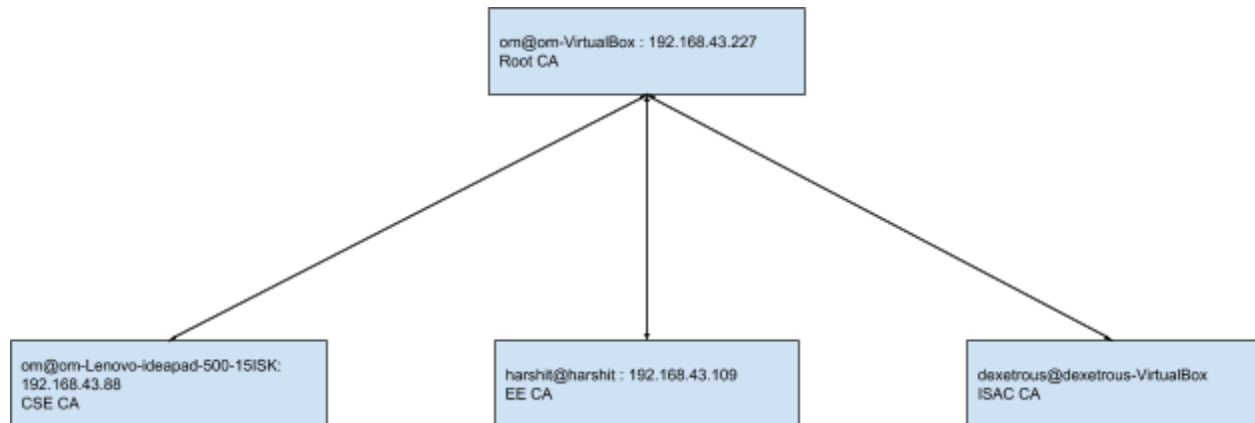 om@om-VirtualBox : 192.168.43.227
Root CA
om@om-Lenovo-ideapad-500-15ISK:
192.168.43.88
CSE CA
harshit@harshit : 192.168.43.109
EE CA
dexetrous@dexetrous-VirtualBox
ISAC CA